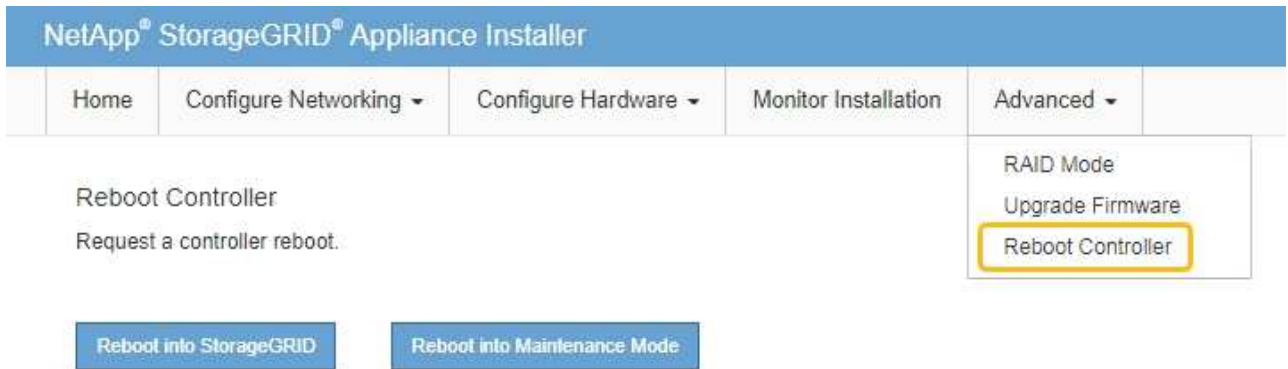 NetApp® StorageGRID® Appliance Installer
Home Configure Networking Configure Hardware Monitor Installation Advanced
RAID Mode
Upgrade Firmware
Reboot Controller
Reboot Controller
Request a controller reboot.
Reboot into StorageGRID Reboot into Maintenance Mode